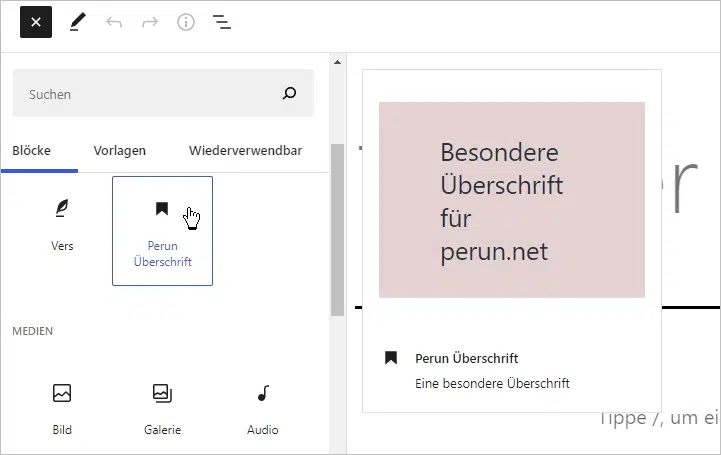 Suchen
Blöcke
Vorlagen
Wiederverwendbar
Vers
Perun
Überschrift
MEDIEN
Bild
Galerie
Audio
Besondere
Überschrift
für
perun.net
er
Perun Überschrift
Eine besondere Überschrift
Tippe /, um ei